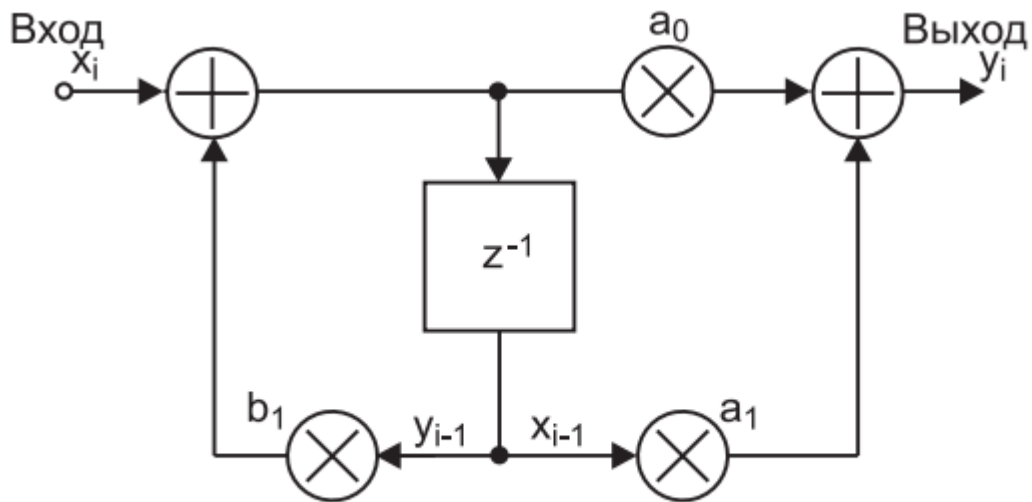 Вход
xᵢ
a₀
Выход
yᵢ
z⁻¹
b₁
yᵢ₋₁
xᵢ₋₁
a₁